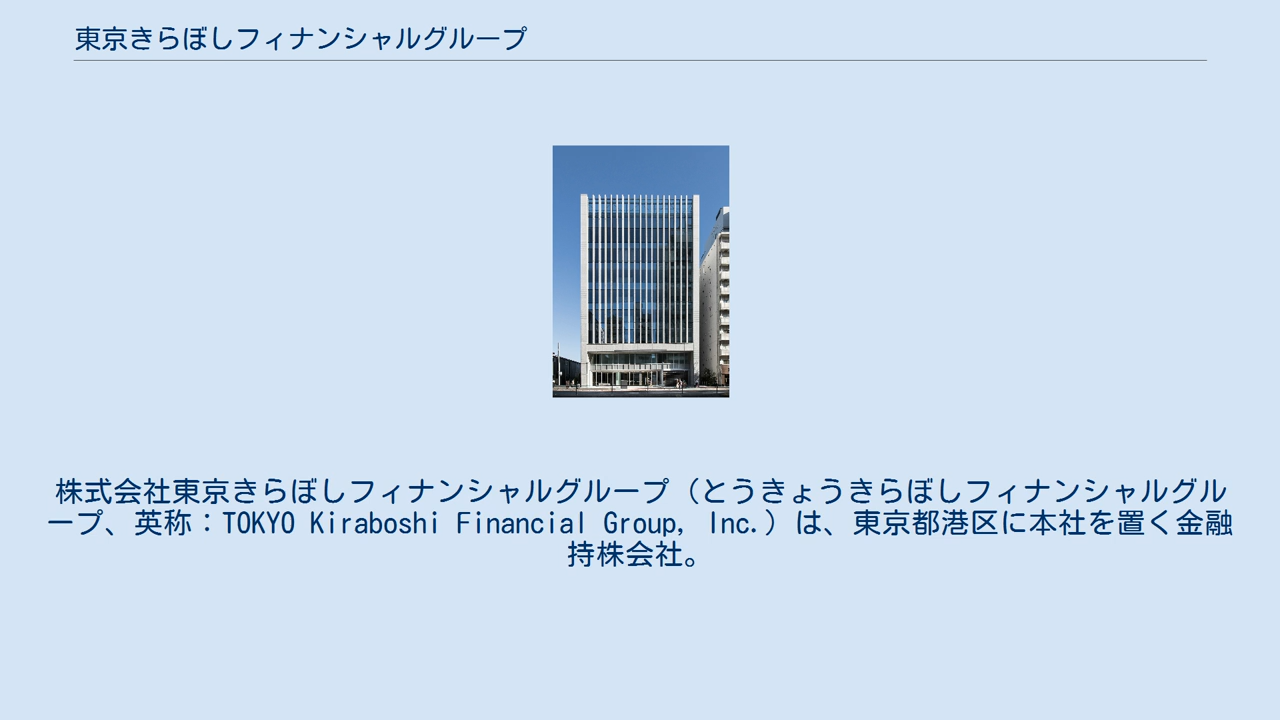 東京きらぼしフィナンシャルグループ
株式会社東京きらぼしフィナンシャルグループ（とうきょうきらぼしフィナンシャルグル
ープ、英称：TOKYO Kiraboshi Financial Group, Inc.）は、東京都港区に本社を置く金融
持株会社。